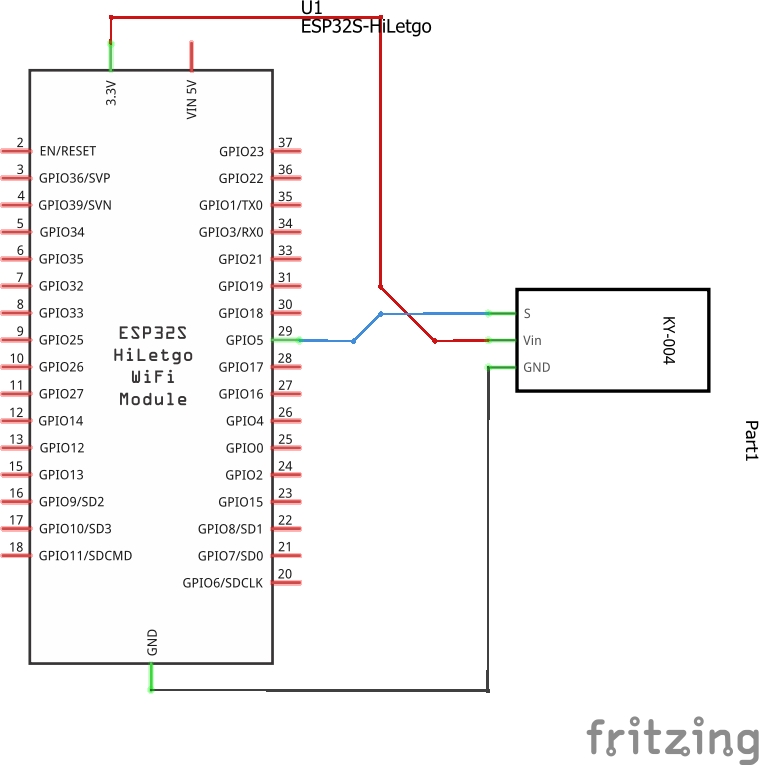 U1
ESP32S-HiLetgo
3.3V
VIN 5V
2 EN/RESET
3 GPIO36/SVP
4 GPIO39/SVN
5 GPIO34
6 GPIO35
7 GPIO32
8 GPIO33
9 GPIO25
10 GPIO26
11 GPIO27
12 GPIO14
13 GPIO12
15 GPIO13
16 GPIO9/SD2
17 GPIO10/SD3
18 GPIO11/SDCMD
ESP32S
HiLetgo
WiFi
Module
GPIO23 37
GPIO22 36
GPIO1/TX0 35
GPIO3/RX0 34
GPIO21 33
GPIO19 31
GPIO18 30
GPIO5 29
GPIO17 28
GPIO16 27
GPIO4 26
GPIO0 25
GPIO2 24
GPIO15 23
GPIO8/SD1 22
GPIO7/SD0 21
GPIO6/SDCLK 20
GND
S
Vin
GND
KY-004
Part1
fritzing